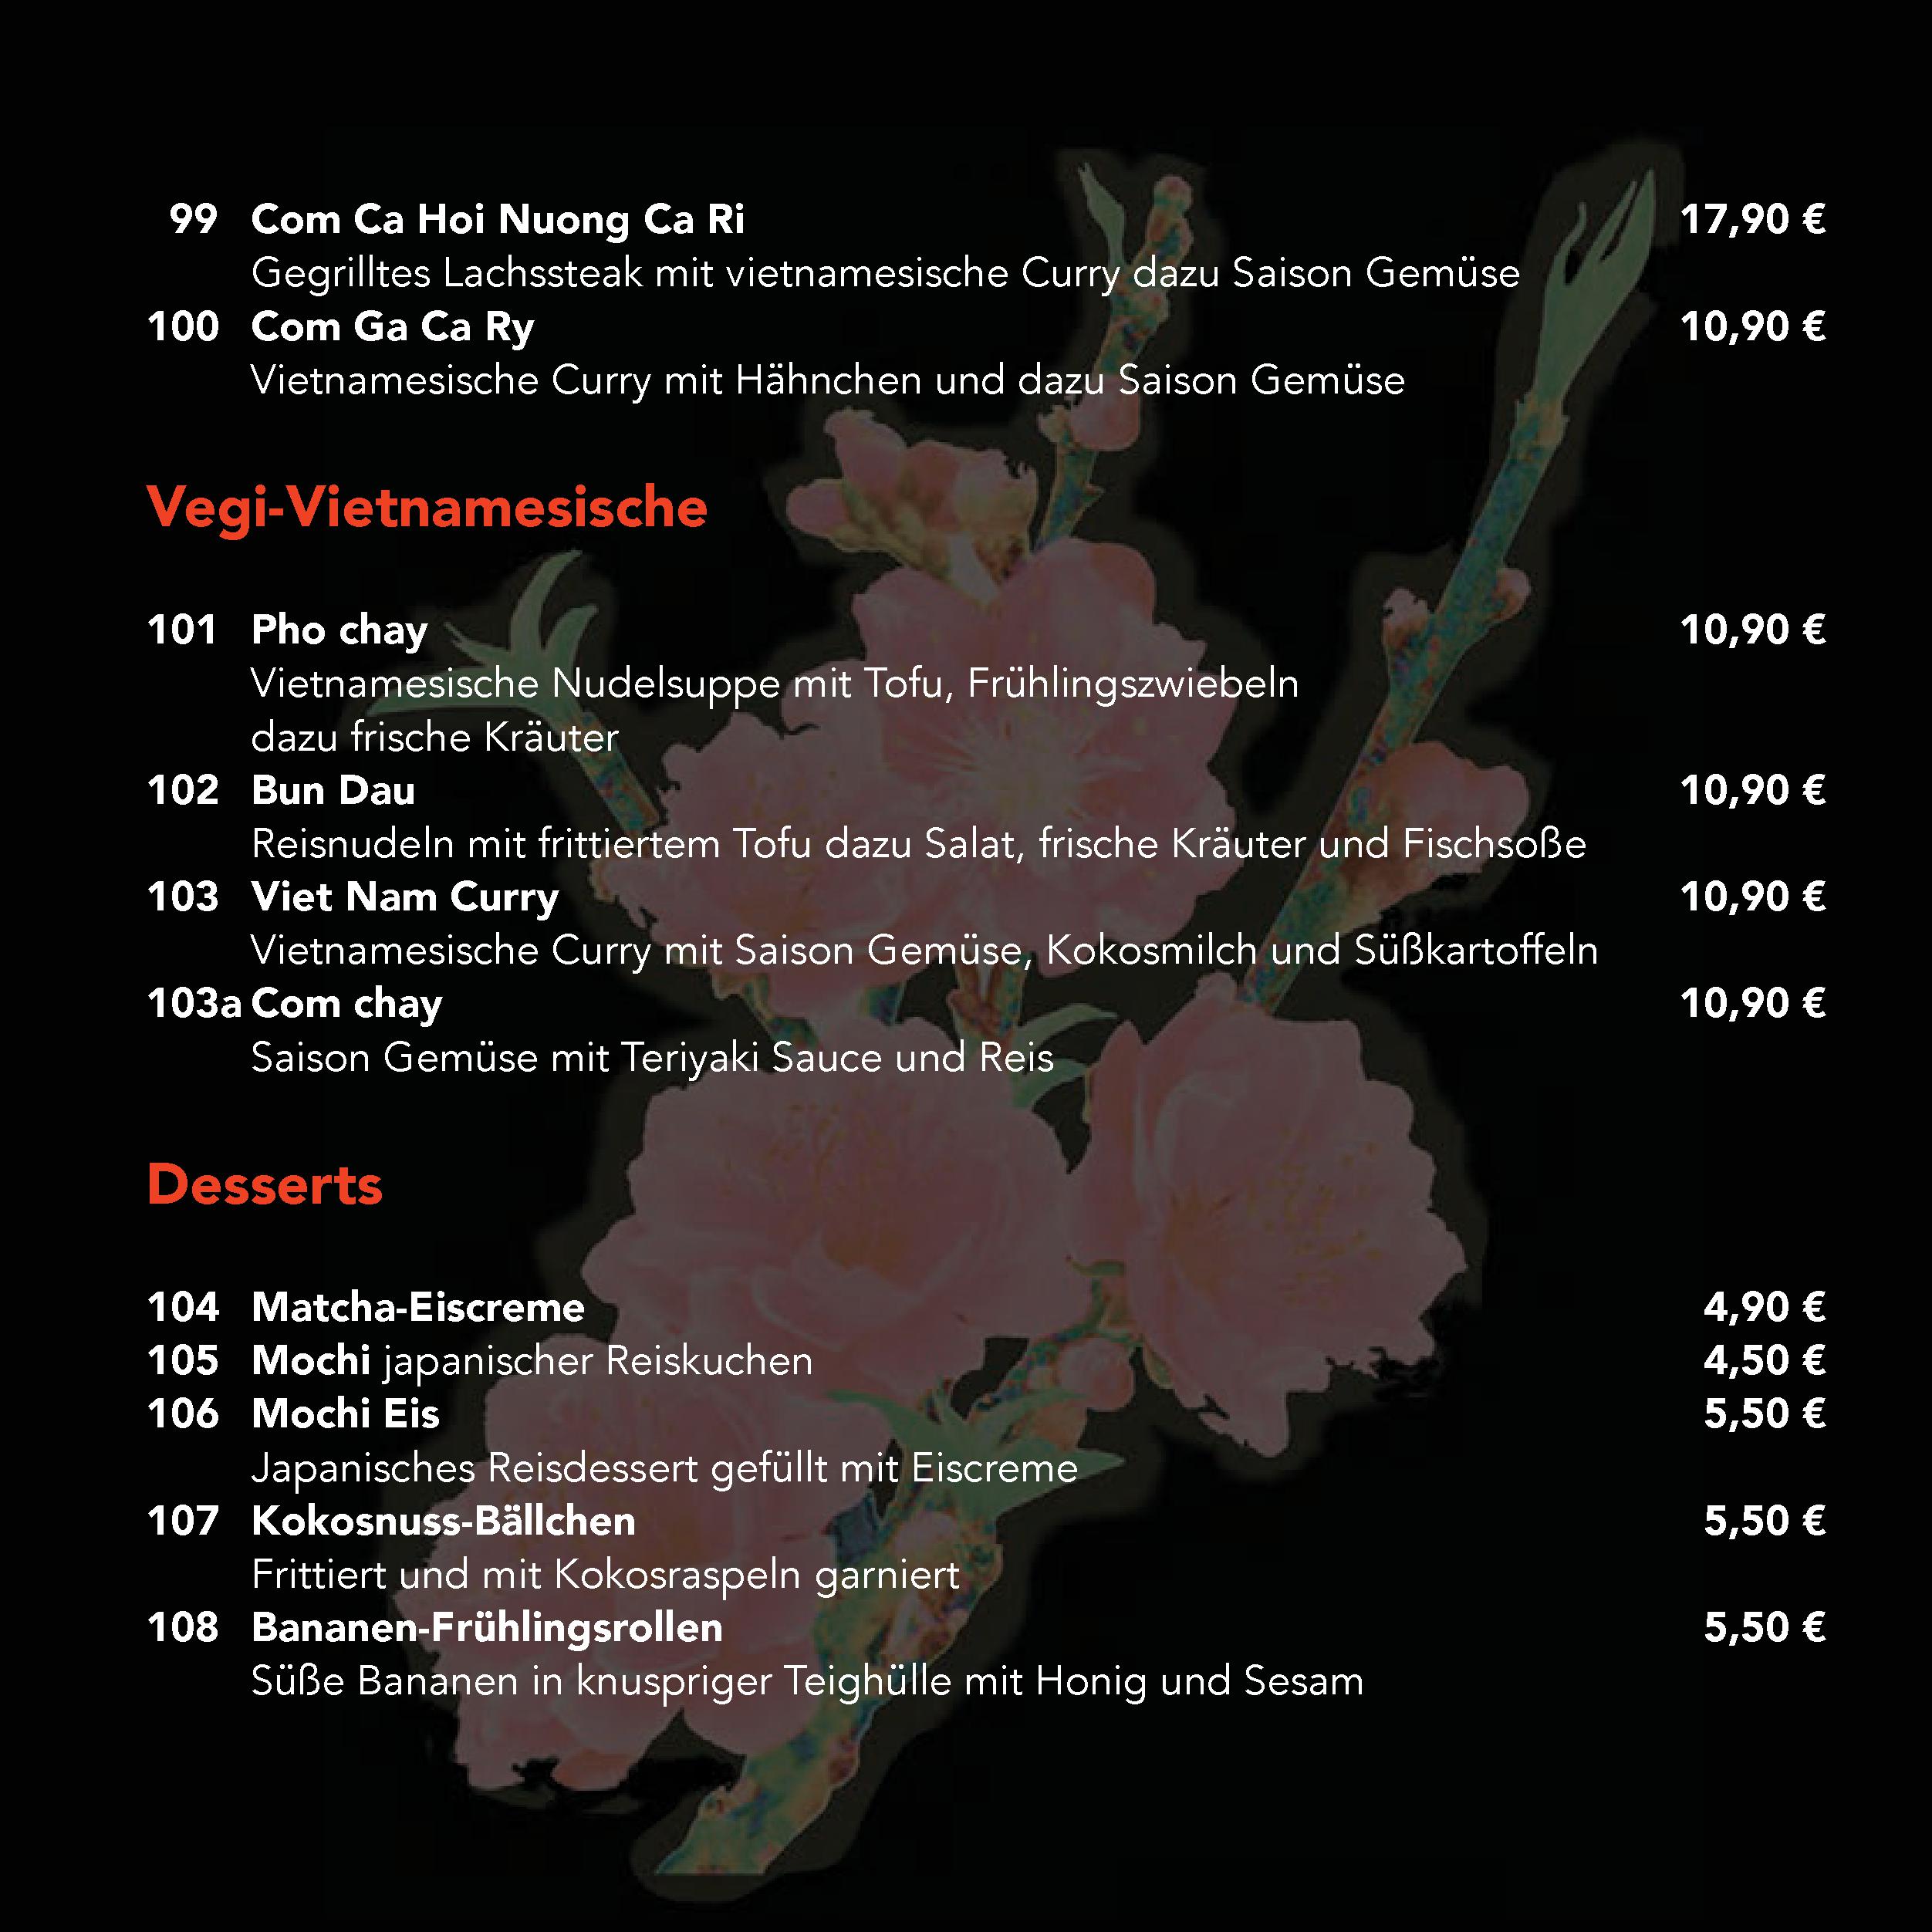 99 Com Ca Hoi Nuong Ca Ri 17,90 €
Gegrilltes Lachssteak mit vietnamesische Curry dazu Saison Gemüse
100 Com Ga Ca Ry 10,90 €
Vietnamesische Curry mit Hähnchen und dazu Saison Gemüse
Vegi-Vietnamesische
101 Pho chay 10,90 €
Vietnamesische Nudelsuppe mit Tofu, Frühlingszwiebeln
dazu frische Kräuter
102 Bun Dau 10,90 €
Reisnudeln mit frittiertem Tofu dazu Salat, frische Kräuter und Fischsoße
103 Viet Nam Curry 10,90 €
Vietnamesische Curry mit Saison Gemüse, Kokosmilch und Süßkartoffeln
103a Com chay 10,90 €
Saison Gemüse mit Teriyaki Sauce und Reis
Desserts
104 Matcha-Eiscreme 4,90 €
105 Mochi japanischer Reiskuchen 4,50 €
106 Mochi Eis 5,50 €
Japanisches Reisdessert gefüllt mit Eiscreme
107 Kokosnuss-Bällchen 5,50 €
Frittiert und mit Kokosraspeln garniert
108 Bananen-Frühlingsrollen 5,50 €
Süße Bananen in knuspriger Teighülle mit Honig und Sesam